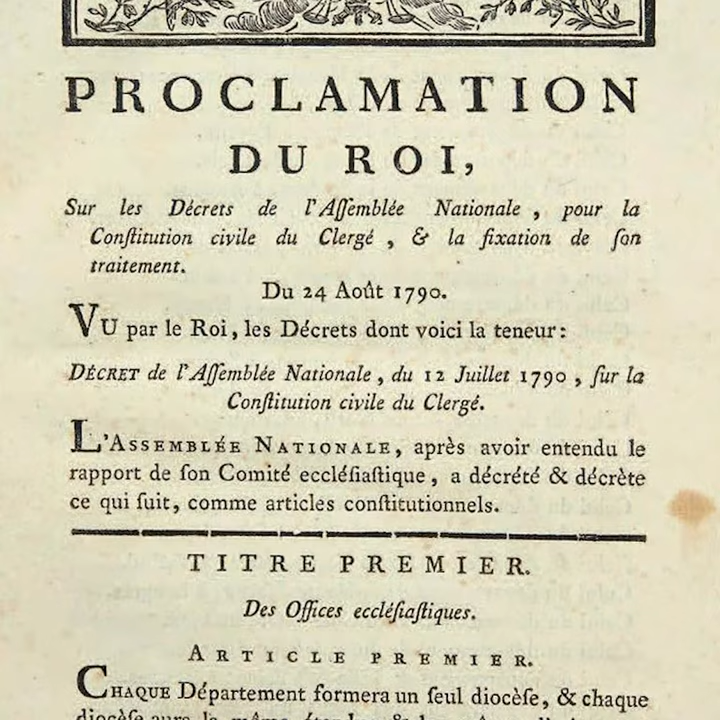 PROCLAMATION
DU ROI,
Sur les Décrets de l'Aſſemblée Nationale, pour la
Conſtitution civile du Clergé, & la fixation de ſon
traitement.
Du 24 Août 1790.
VU par le Roi, les Décrets dont voici la teneur:
DÉCRET de l'Aſſemblée Nationale, du 12 Juillet 1790, ſur la
Conſtitution civile du Clergé.
L'ASSEMBLÉE NATIONALE, après avoir entendu le
rapport de ſon Comité eccléſiaſtique, a décrété & décrète
ce qui ſuit, comme articles conſtitutionnels.
TITRE PREMIER.
Des Offices eccléſiaſtiques.
ARTICLE PREMIER.
CHAQUE Département formera un ſeul diocèſe, & chaque
diocèſe aura la même